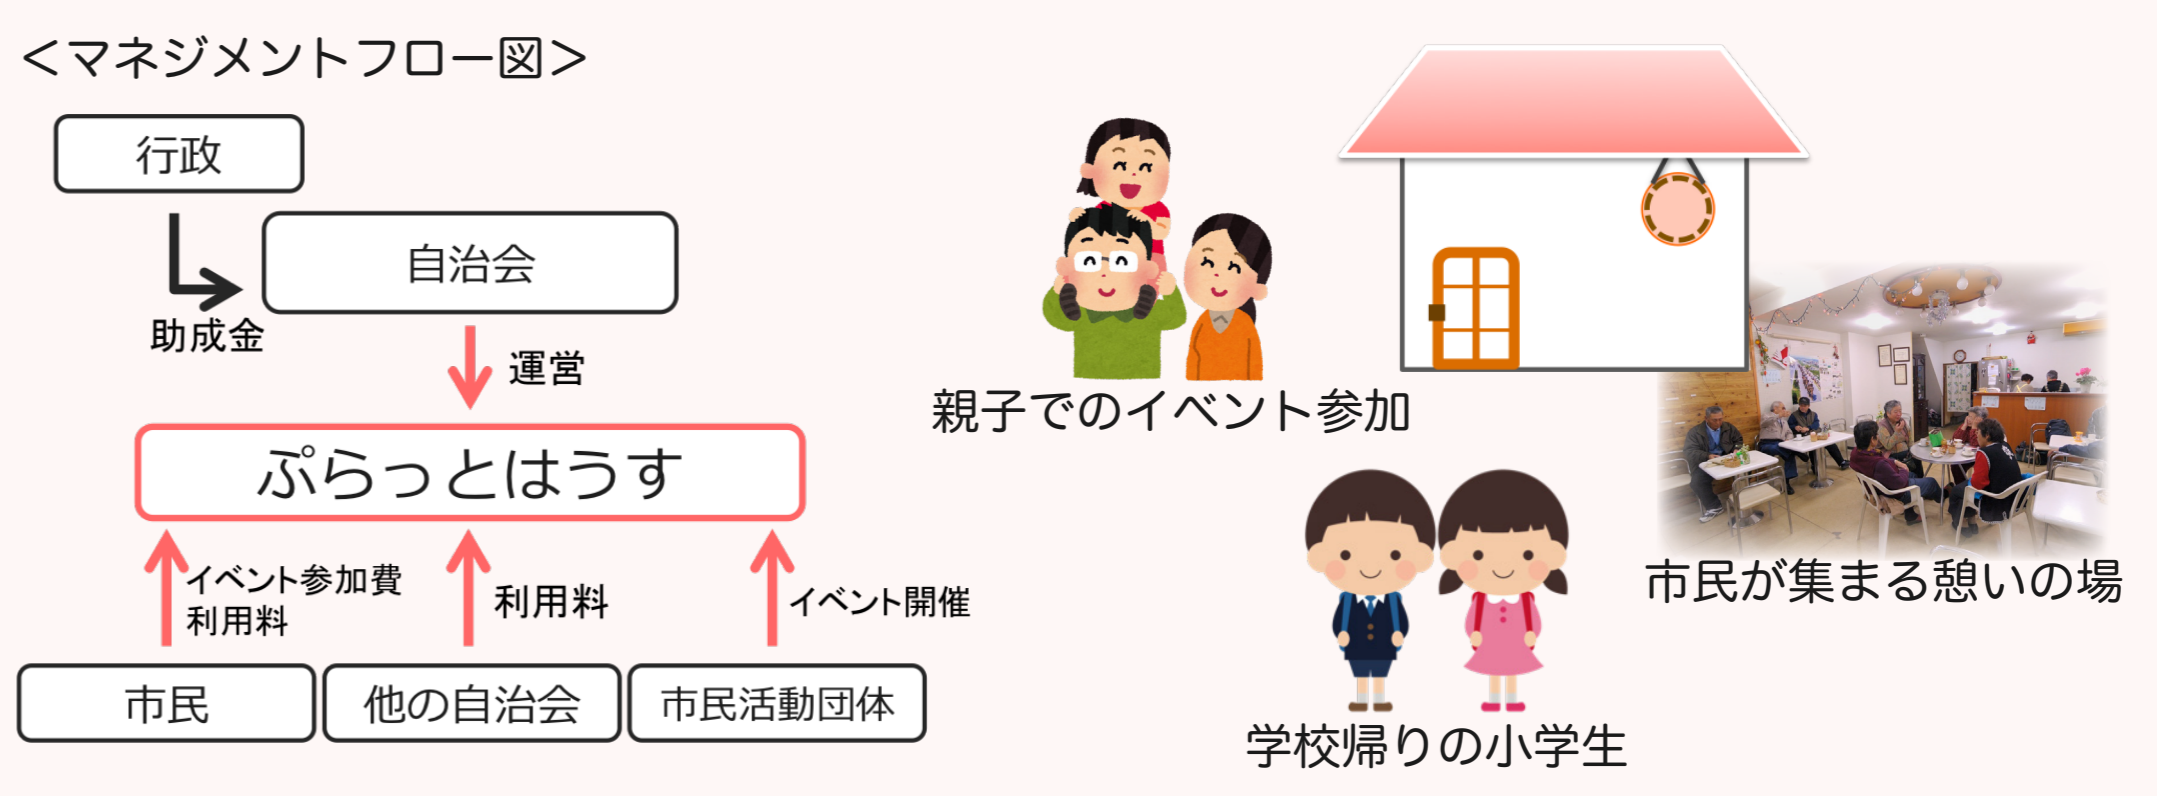 ＜マネジメントフロー図＞
行政
助成金
自治会
運営
ぷらっとはうす
イベント参加費
利用料
利用料
イベント開催
市民
他の自治会
市民活動団体
親子でのイベント参加
市民が集まる憩いの場
学校帰りの小学生